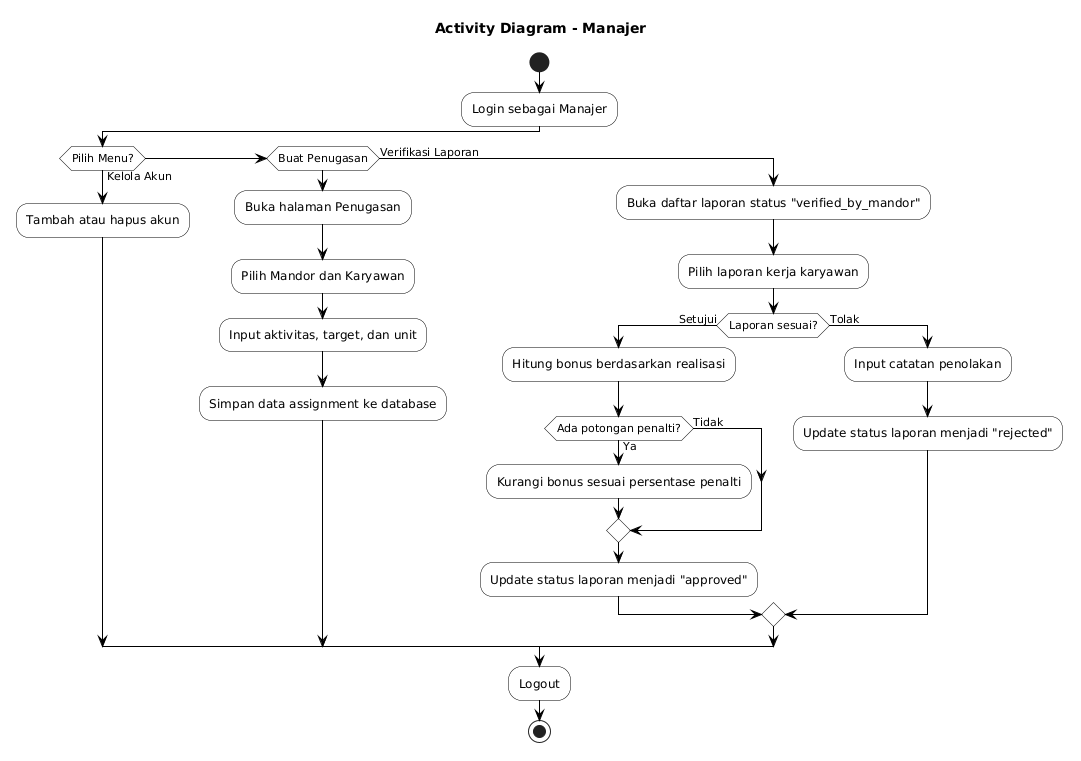 Activity Diagram - Manajer
Login sebagai Manajer
Pilih Menu?
Kelola Akun
Tambah atau hapus akun
Buat Penugasan
Buka halaman Penugasan
Pilih Mandor dan Karyawan
Input aktivitas, target, dan unit
Simpan data assignment ke database
Verifikasi Laporan
Buka daftar laporan status "verified_by_mandor"
Pilih laporan kerja karyawan
Laporan sesuai?
Setujui
Hitung bonus berdasarkan realisasi
Ada potongan penalti?
Ya
Tidak
Kurangi bonus sesuai persentase penalti
Update status laporan menjadi "approved"
Tolak
Input catatan penolakan
Update status laporan menjadi "rejected"
Logout